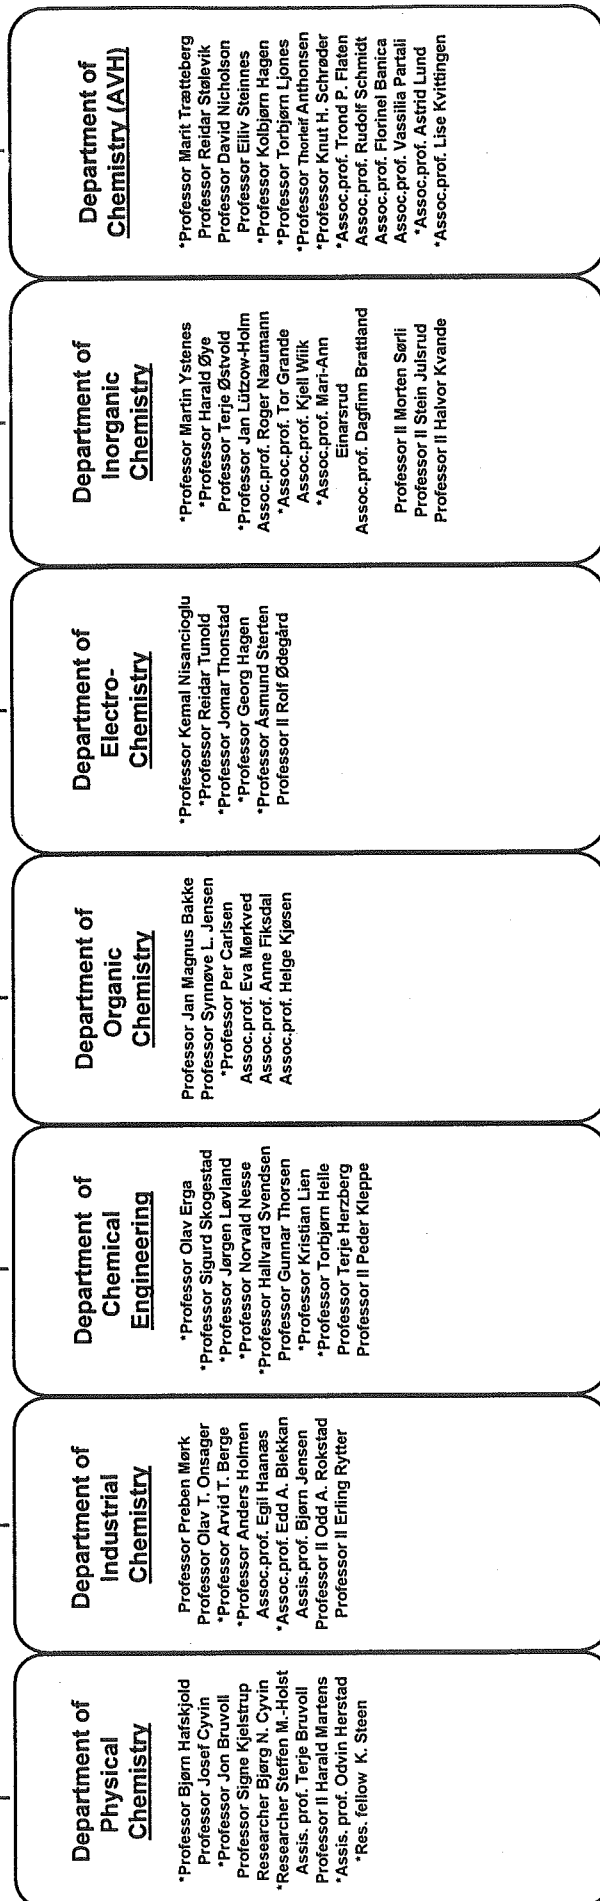 Department of
Physical
Chemistry
*Professor Bjørn Hafskjold
Professor Josef Cyvin
*Professor Jon Bruvoll
Professor Signe Kjelstrup
Researcher Bjørg N. Cyvin
*Researcher Steffen M.-Holst
Assis. prof. Terje Bruvoll
Professor II Harald Martens
*Assis. prof. Odvin Herstad
*Res. fellow K. Steen
Department of
Industrial
Chemistry
Professor Preben Mørk
Professor Olav T. Onsager
*Professor Arvid T. Berge
*Professor Anders Holmen
Assoc.prof. Egil Haanæs
*Assoc.prof. Edd A. Blekkan
Assis.prof. Bjørn Jensen
Professor II Odd A. Rokstad
Professor II Erling Rytter
Department of
Chemical
Engineering
*Professor Olav Erga
*Professor Sigurd Skogestad
*Professor Jørgen Løvland
*Professor Norvald Nesse
*Professor Hallvard Svendsen
Professor Gunnar Thorsen
*Professor Kristian Lien
*Professor Torbjørn Helle
Professor Terje Herzberg
Professor II Peder Kleppe
Department of
Organic
Chemistry
Professor Jan Magnus Bakke
Professor Synnøve L. Jensen
*Professor Per Carlsen
Assoc.prof. Eva Mørkved
Assoc.prof. Anne Fiksdal
Assoc.prof. Helge Kjøsen
Department of
Electro-
Chemistry
*Professor Kemal Nisancioglu
*Professor Reidar Tunold
*Professor Jomar Thonstad
*Professor Georg Hagen
*Professor Åsmund Sterten
Professor II Rolf Ødegård
Department of
Inorganic
Chemistry
*Professor Martin Ystenes
*Professor Harald Øye
Professor Terje Østvold
*Professor Jan Lützow-Holm
Assoc.prof. Roger Næumann
*Assoc.prof. Tor Grande
Assoc.prof. Kjell Wiik
*Assoc.prof. Mari-Ann
Einarsrud
Assoc.prof. Dagfinn Brattland
Professor II Morten Sørli
Professor II Stein Julsrud
Professor II Halvor Kvande
Department of
Chemistry (AVH)
*Professor Marit Trætteberg
Professor Reidar Stølevik
Professor David Nicholson
Professor Eiliv Steinnes
*Professor Kolbjørn Hagen
*Professor Torbjørn Ljones
*Professor Thorleif Anthonsen
*Professor Knut H. Schrøder
*Assoc.prof. Trond P. Flaten
Assoc.prof. Rudolf Schmidt
Assoc.prof. Florinel Banica
Assoc.prof. Vassilia Partali
*Assoc.prof. Astrid Lund
*Assoc.prof. Lise Kvittingen